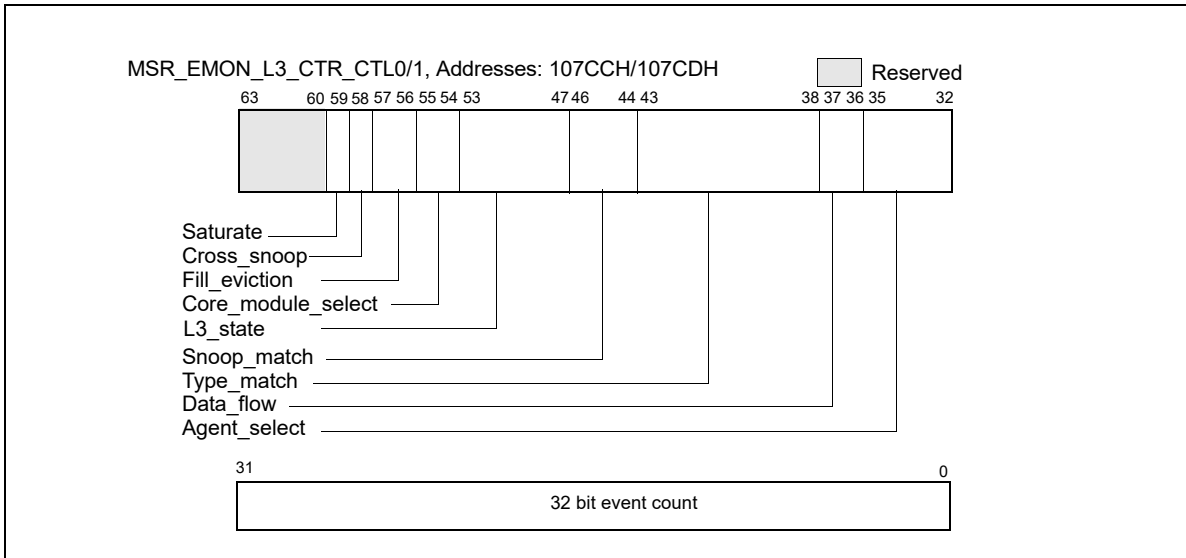 MSR_EMON_L3_CTR_CTL0/1, Addresses: 107CCH/107CDH
Reserved
63 60 59 58 57 56 55 54 53 47 46 44 43 38 37 36 35 32
Saturate
Cross_snoop
Fill_eviction
Core_module_select
L3_state
Snoop_match
Type_match
Data_flow
Agent_select
31 0
32 bit event count